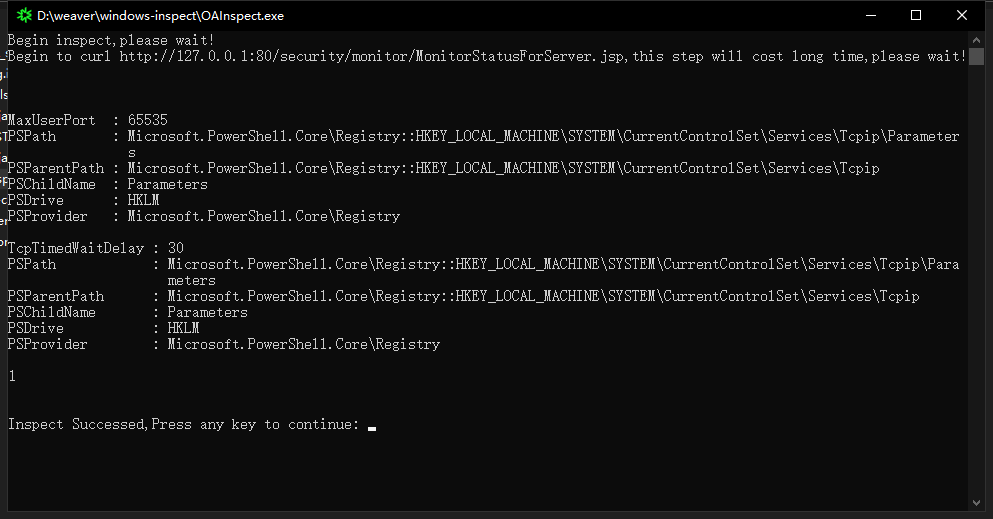 D:\weaver\windows-inspect\OAInspect.exe
Begin inspect,please wait!
Begin to curl http://127.0.0.1:80/security/monitor/MonitorStatusForServer.jsp,this step will cost long time,please wait!
MaxUserPort  : 65535
PSPath       : Microsoft.PowerShell.Core\Registry::HKEY_LOCAL_MACHINE\SYSTEM\CurrentControlSet\Services\Tcpip\Parameter
s
PSParentPath : Microsoft.PowerShell.Core\Registry::HKEY_LOCAL_MACHINE\SYSTEM\CurrentControlSet\Services\Tcpip
PSChildName  : Parameters
PSDrive      : HKLM
PSProvider   : Microsoft.PowerShell.Core\Registry
TcpTimedWaitDelay : 30
PSPath            : Microsoft.PowerShell.Core\Registry::HKEY_LOCAL_MACHINE\SYSTEM\CurrentControlSet\Services\Tcpip\Para
meters
PSParentPath      : Microsoft.PowerShell.Core\Registry::HKEY_LOCAL_MACHINE\SYSTEM\CurrentControlSet\Services\Tcpip
PSChildName       : Parameters
PSDrive           : HKLM
PSProvider        : Microsoft.PowerShell.Core\Registry
1
Inspect Successed,Press any key to continue: